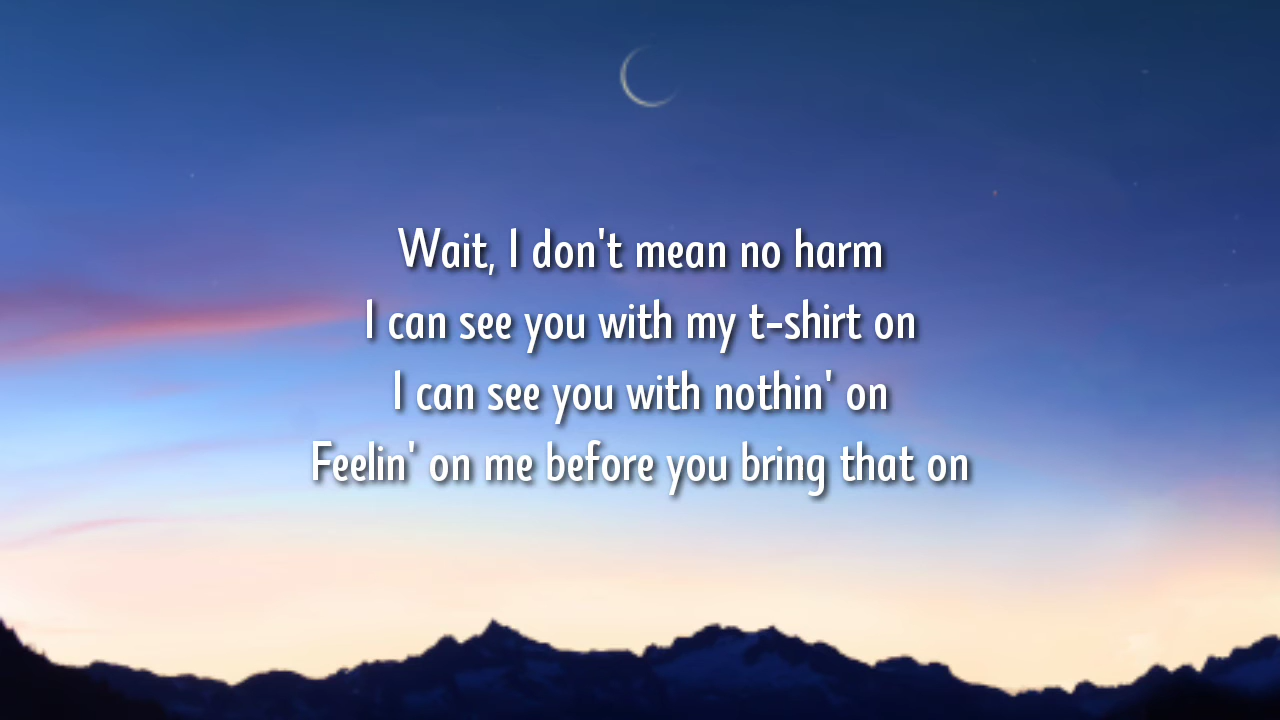 Wait, I don't mean no harm
I can see you with my t-shirt on
I can see you with nothin' on
Feelin' on me before you bring that on